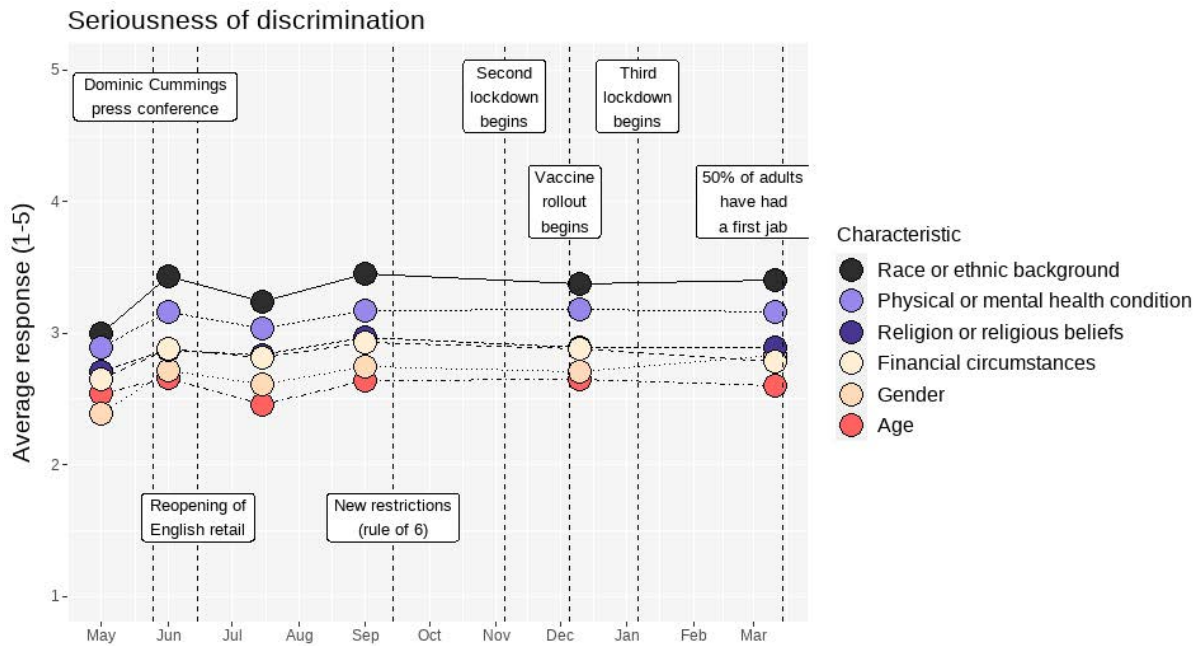 Seriousness of discrimination
Average response (1-5)
5
4
3
2
1
Dominic Cummings
press conference
Second
lockdown
begins
Third
lockdown
begins
Vaccine
rollout
begins
50% of adults
have had
a first jab
Reopening of
English retail
New restrictions
(rule of 6)
May Jun Jul Aug Sep Oct Nov Dec Jan Feb Mar
Characteristic
Race or ethnic background
Physical or mental health condition
Religion or religious beliefs
Financial circumstances
Gender
Age